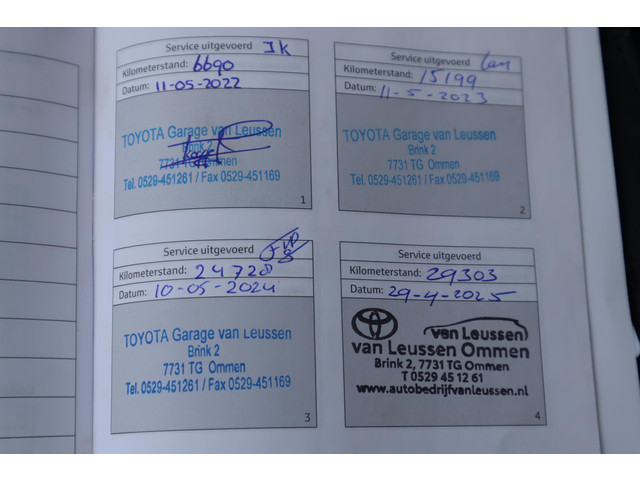 Service uitgevoerd JK
Kilometerstand: 6690
Datum: 11-05-2022
TOYOTA Garage van Leussen
Brink 2
7731 TG Ommen
Tel. 0529-451261 / Fax 0529-451169
1
Service uitgevoerd
Kilometerstand: 15199
Datum: 11-5-2023
TOYOTA Garage van Leussen
Brink 2
7731 TG Ommen
Tel. 0529-451261 / Fax 0529-451169
2
Service uitgevoerd
Kilometerstand: 24728
Datum: 10-05-2024
TOYOTA Garage van Leussen
Brink 2
7731 TG Ommen
Tel. 0529-451261 / Fax 0529-451169
3
Service uitgevoerd
Kilometerstand: 29303
Datum: 29-4-2025
van Leussen
van Leussen Ommen
Brink 2, 7731 TG Ommen
T 0529 45 12 61
www.autobedrijfvanleussen.nl
4